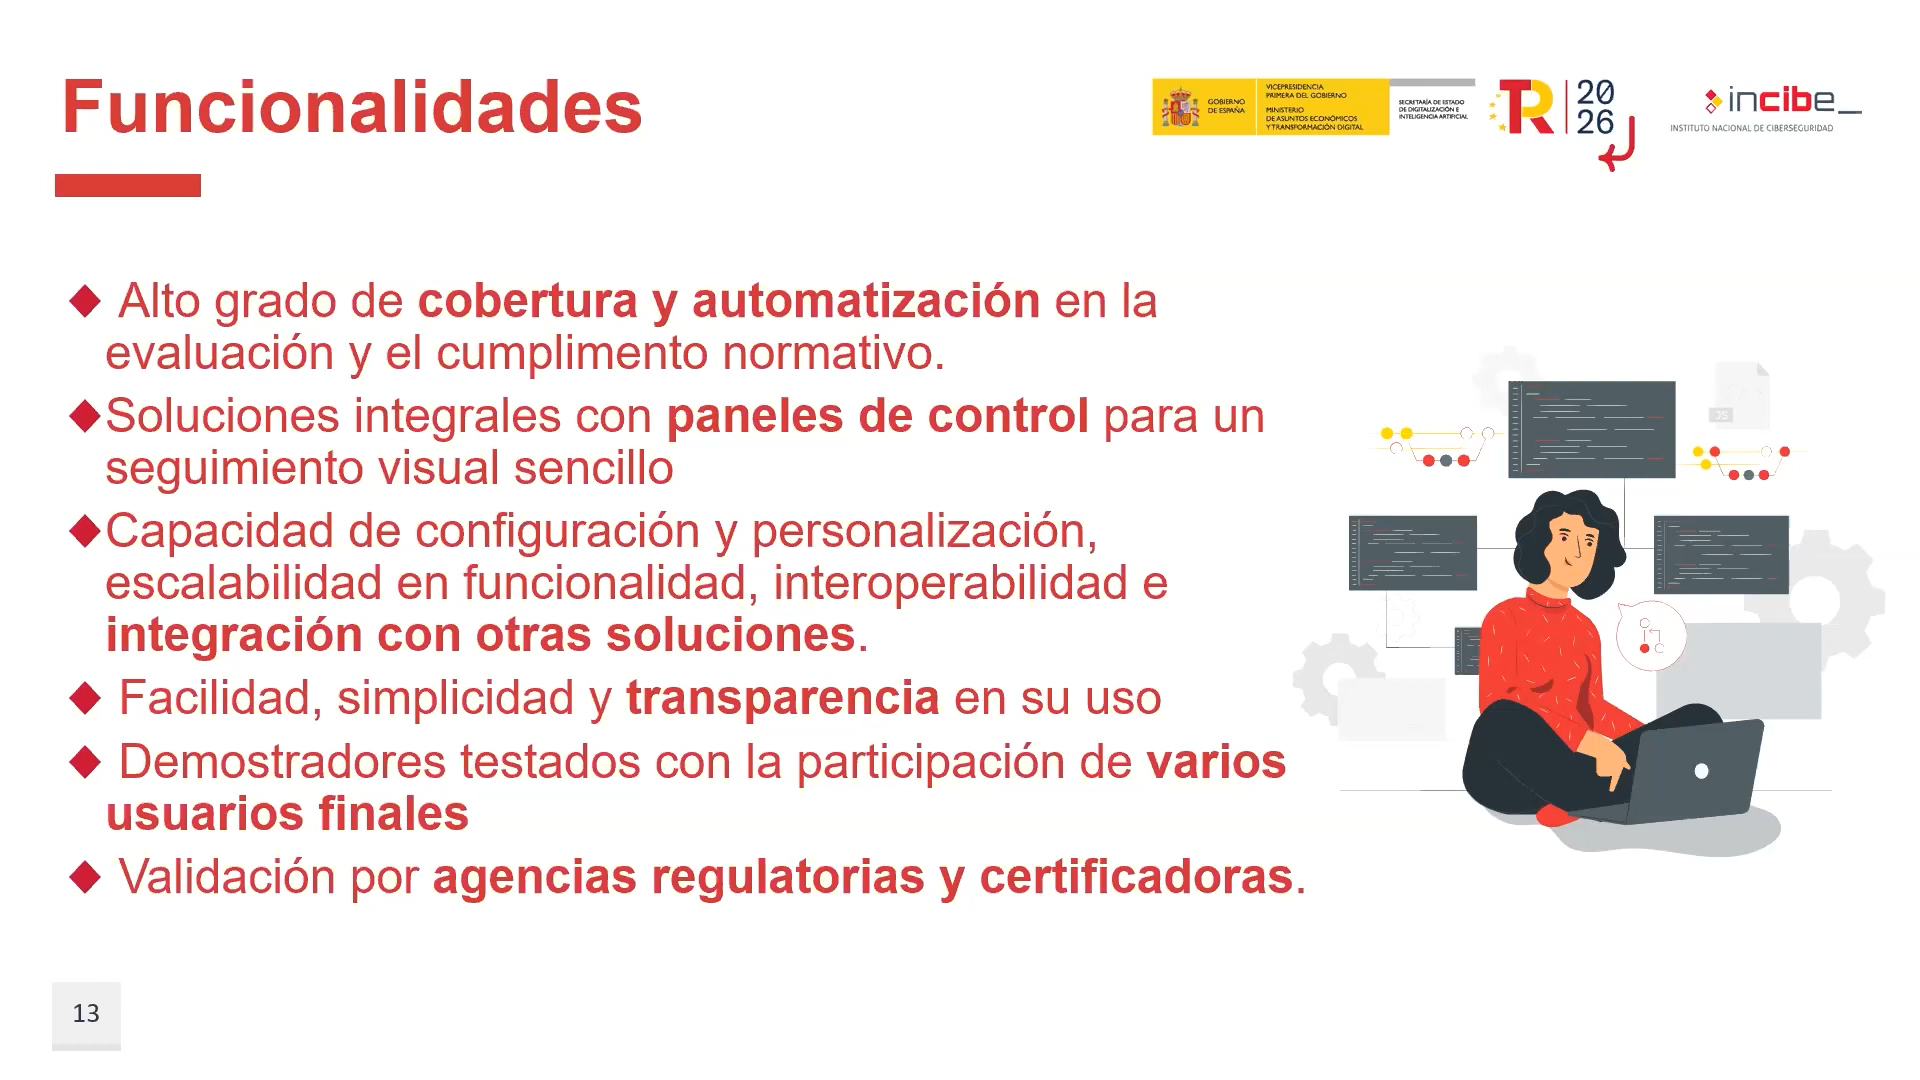 Funcionalidades
GOBIERNO
DE ESPAÑA
VICEPRESIDENCIA
PRIMERA DEL GOBIERNO
MINISTERIO
DE ASUNTOS ECONÓMICOS
Y TRANSFORMACIÓN DIGITAL
SECRETARÍA DE ESTADO
DE DIGITALIZACIÓN E
INTELIGENCIA ARTIFICIAL
TR
20
26
incibe_
INSTITUTO NACIONAL DE CIBERSEGURIDAD
Alto grado de cobertura y automatización en la
evaluación y el cumplimento normativo.
Soluciones integrales con paneles de control para un
seguimiento visual sencillo
Capacidad de configuración y personalización,
escalabilidad en funcionalidad, interoperabilidad e
integración con otras soluciones.
Facilidad, simplicidad y transparencia en su uso
Demostradores testados con la participación de varios
usuarios finales
Validación por agencias regulatorias y certificadoras.
JS
13